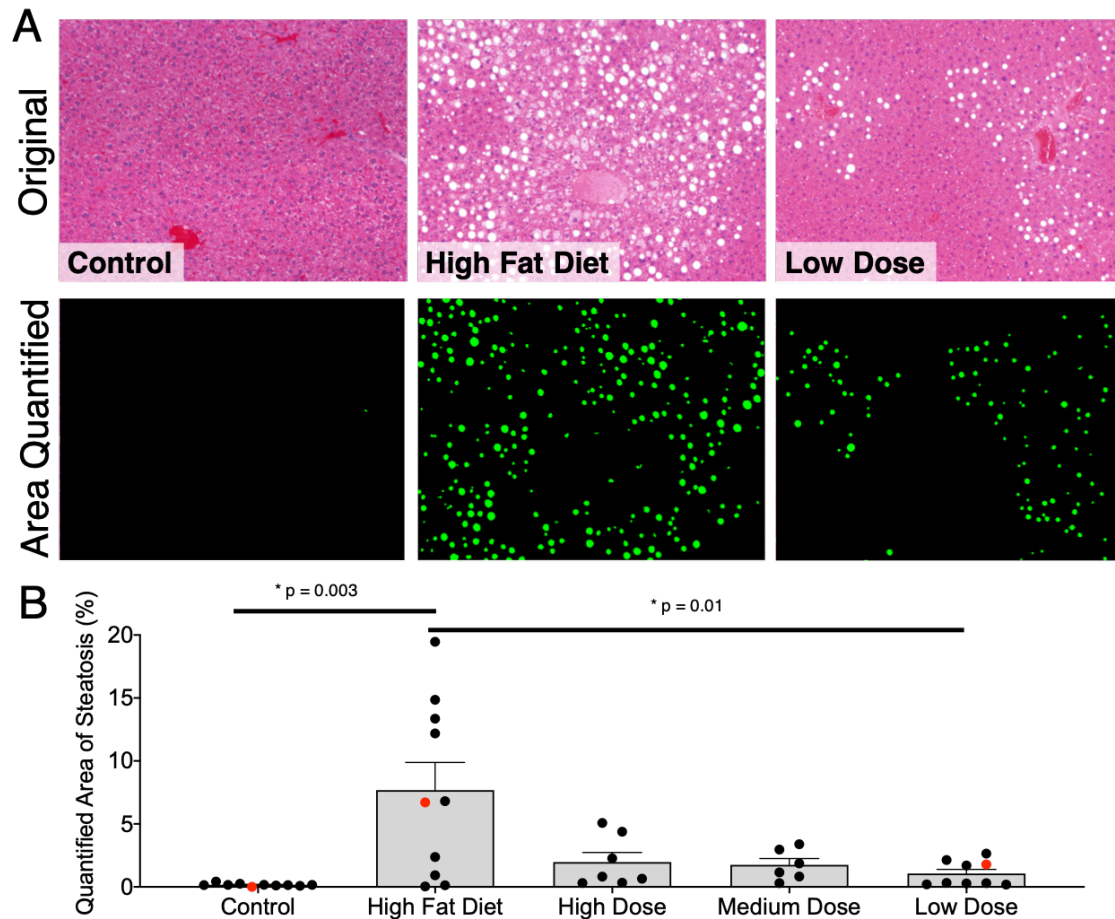 A
Original
Control
High Fat Diet
Low Dose
Area Quantified
B
* p = 0.003
* p = 0.01
Quantified Area of Steatosis (%)
20
15
10
5
0
Control
High Fat Diet
High Dose
Medium Dose
Low Dose